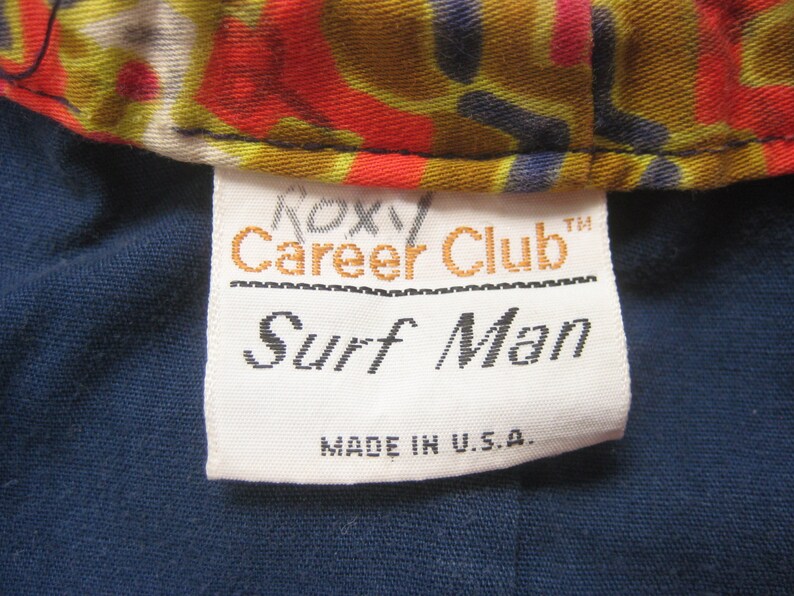 ROXY
Career Club™
Surf Man
MADE IN U.S.A.